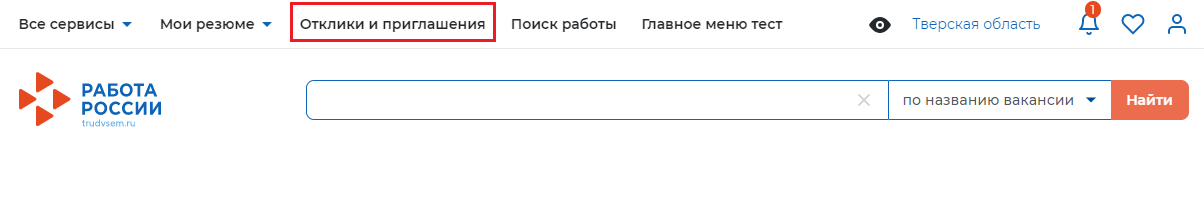 Все сервисы Мои резюме Отклики и приглашения Поиск работы Главное меню тест Тверская область 1
РАБОТА
РОССИИ
trudvsem.ru
по названию вакансии Найти